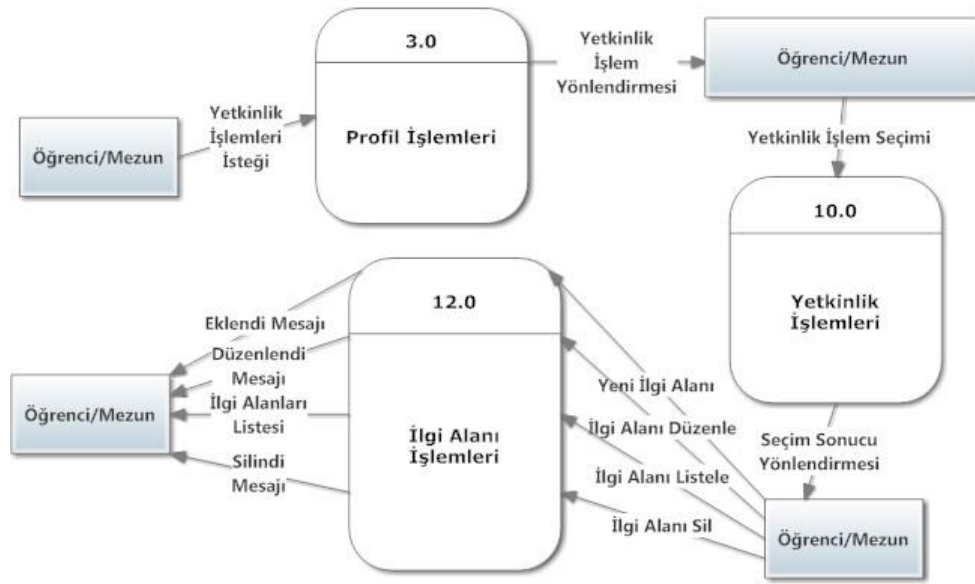 3.0
Profil İşlemleri
Yetkinlik
İşlem
Yönlendirmesi
Öğrenci/Mezun
Yetkinlik
İşlemleri
İsteği
Öğrenci/Mezun
Yetkinlik İşlem Seçimi
10.0
Yetkinlik
İşlemleri
12.0
İlgi Alanı
İşlemleri
Eklendi Mesajı
Düzenlendi
Mesajı
İlgi Alanları
Listesi
Silindi
Mesajı
Öğrenci/Mezun
Yeni İlgi Alanı
İlgi Alanı Düzenle
İlgi Alanı Listele
İlgi Alanı Sil
Seçim Sonucu
Yönlendirmesi
Öğrenci/Mezun